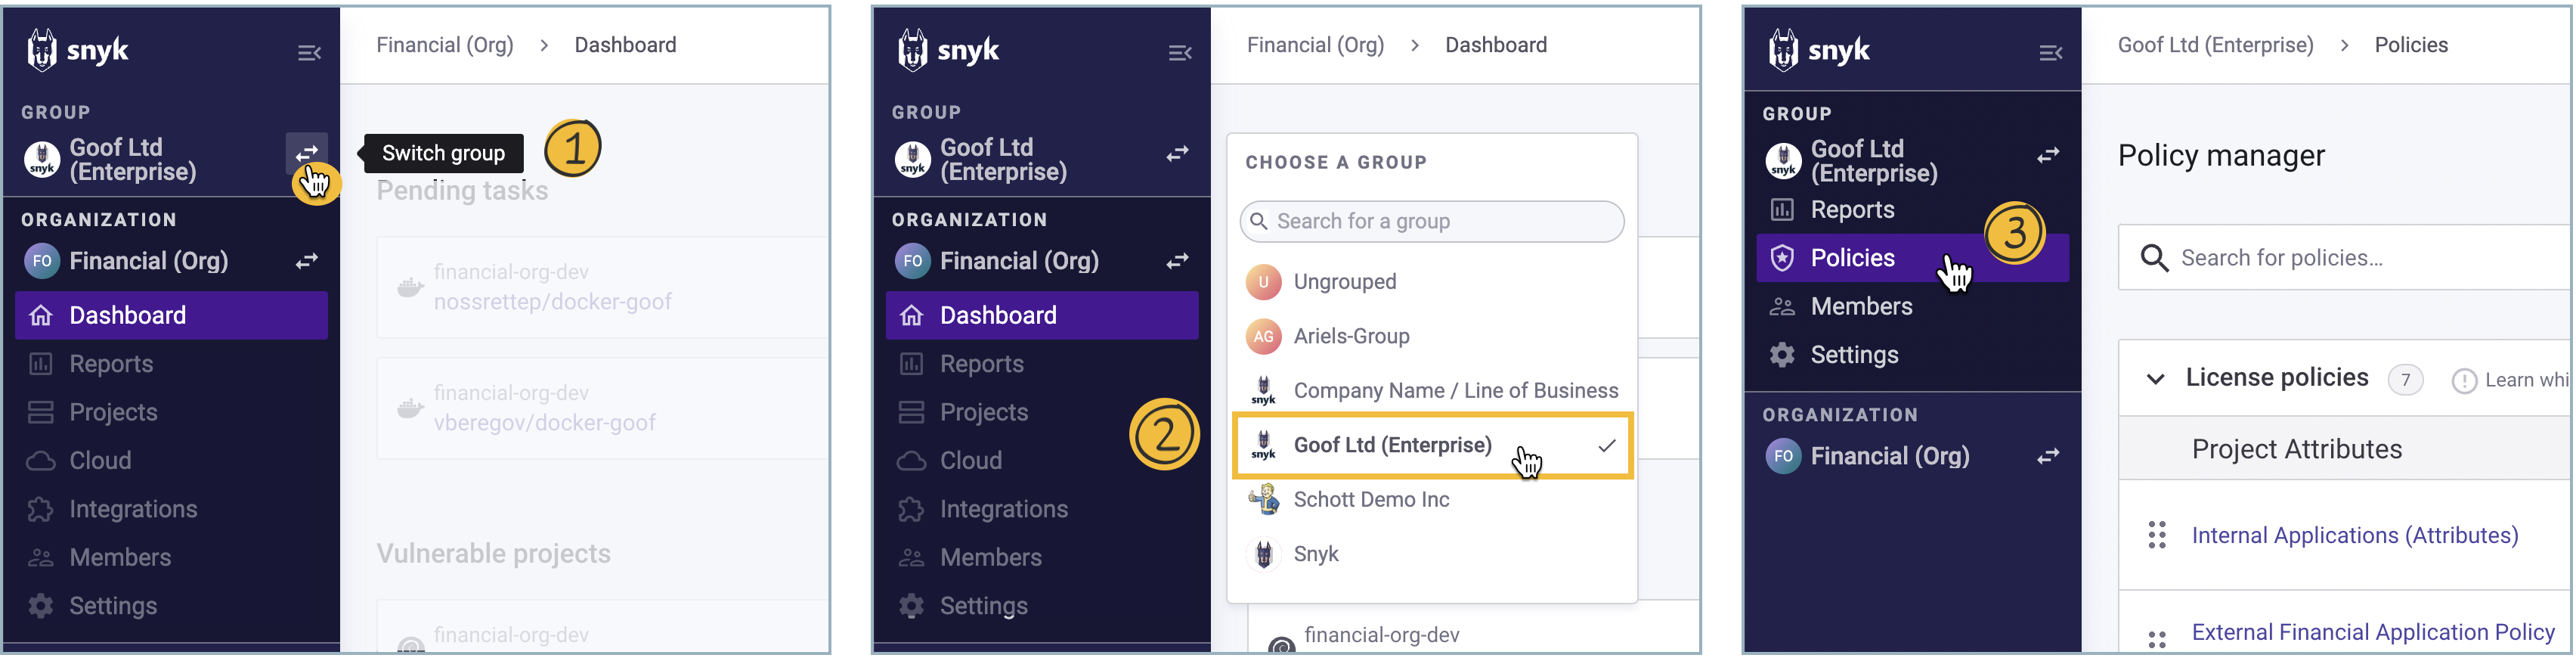 snyk
GROUP
snyk
Goof Ltd
(Enterprise)
ORGANIZATION
FO
Financial (Org)
Dashboard
Reports
Projects
Cloud
Integrations
Members
Settings
Financial (Org) > Dashboard
Switch group
1
Pending tasks
financial-org-dev
nossrettep/docker-goof
financial-org-dev
vberegov/docker-goof
Vulnerable projects
financial-org-dev
snyk
GROUP
snyk
Goof Ltd
(Enterprise)
ORGANIZATION
FO
Financial (Org)
Dashboard
Reports
Projects
Cloud
Integrations
Members
Settings
2
Financial (Org) > Dashboard
CHOOSE A GROUP
Search for a group
U
Ungrouped
AG
Ariels-Group
snyk
Company Name / Line of Business
snyk
Goof Ltd (Enterprise)
Schott Demo Inc
Snyk
financial-org-dev
snyk
GROUP
snyk
Goof Ltd
(Enterprise)
Reports
Policies
3
Members
Settings
ORGANIZATION
FO
Financial (Org)
Goof Ltd (Enterprise) > Policies
Policy manager
Search for policies...
License policies
7
Learn whi
Project Attributes
Internal Applications (Attributes)
External Financial Application Policy